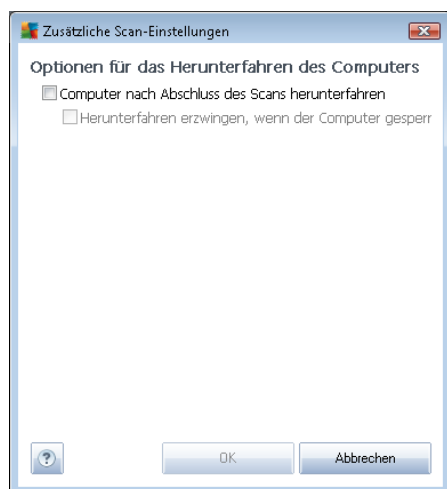 Zusätzliche Scan-Einstellungen
Optionen für das Herunterfahren des Computers
Computer nach Abschluss des Scans herunterfahren
Herunterfahren erzwingen, wenn der Computer gesperr
?
OK
Abbrechen